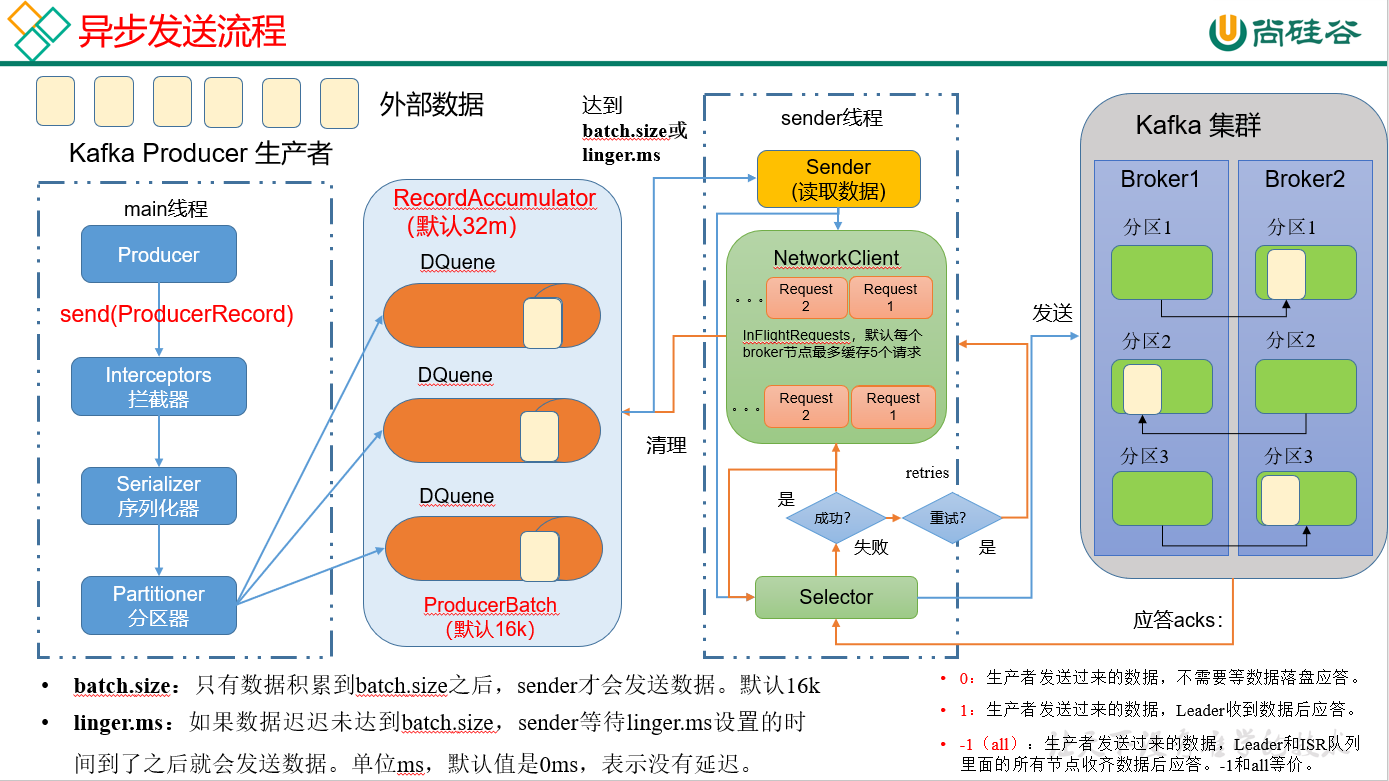 异步发送流程
尚硅谷
外部数据
Kafka Producer 生产者
main线程
Producer
send(ProducerRecord)
Interceptors
拦截器
Serializer
序列化器
Partitioner
分区器
RecordAccumulator
(默认32m)
DQuene
DQuene
DQuene
ProducerBatch
(默认16k)
达到
batch.size或
linger.ms
清理
sender线程
Sender
(读取数据)
NetworkClient
。。。
Request
2
Request
1
InFlightRequests，默认每个
broker节点最多缓存5个请求
。。。
Request
2
Request
1
retries
是
成功?
失败
重试?
是
Selector
发送
Kafka 集群
Broker1
Broker2
分区1
分区1
分区2
分区2
分区3
分区3
应答acks：
• batch.size：只有数据积累到batch.size之后，sender才会发送数据。默认16k
• linger.ms：如果数据迟迟未达到batch.size，sender等待linger.ms设置的时
间到了之后就会发送数据。单位ms，默认值是0ms，表示没有延迟。
• 0：生产者发送过来的数据，不需要等数据落盘应答。
• 1：生产者发送过来的数据，Leader收到数据后应答。
• -1（all）：生产者发送过来的数据，Leader和ISR队列
里面的所有节点收齐数据后应答。-1和all等价。